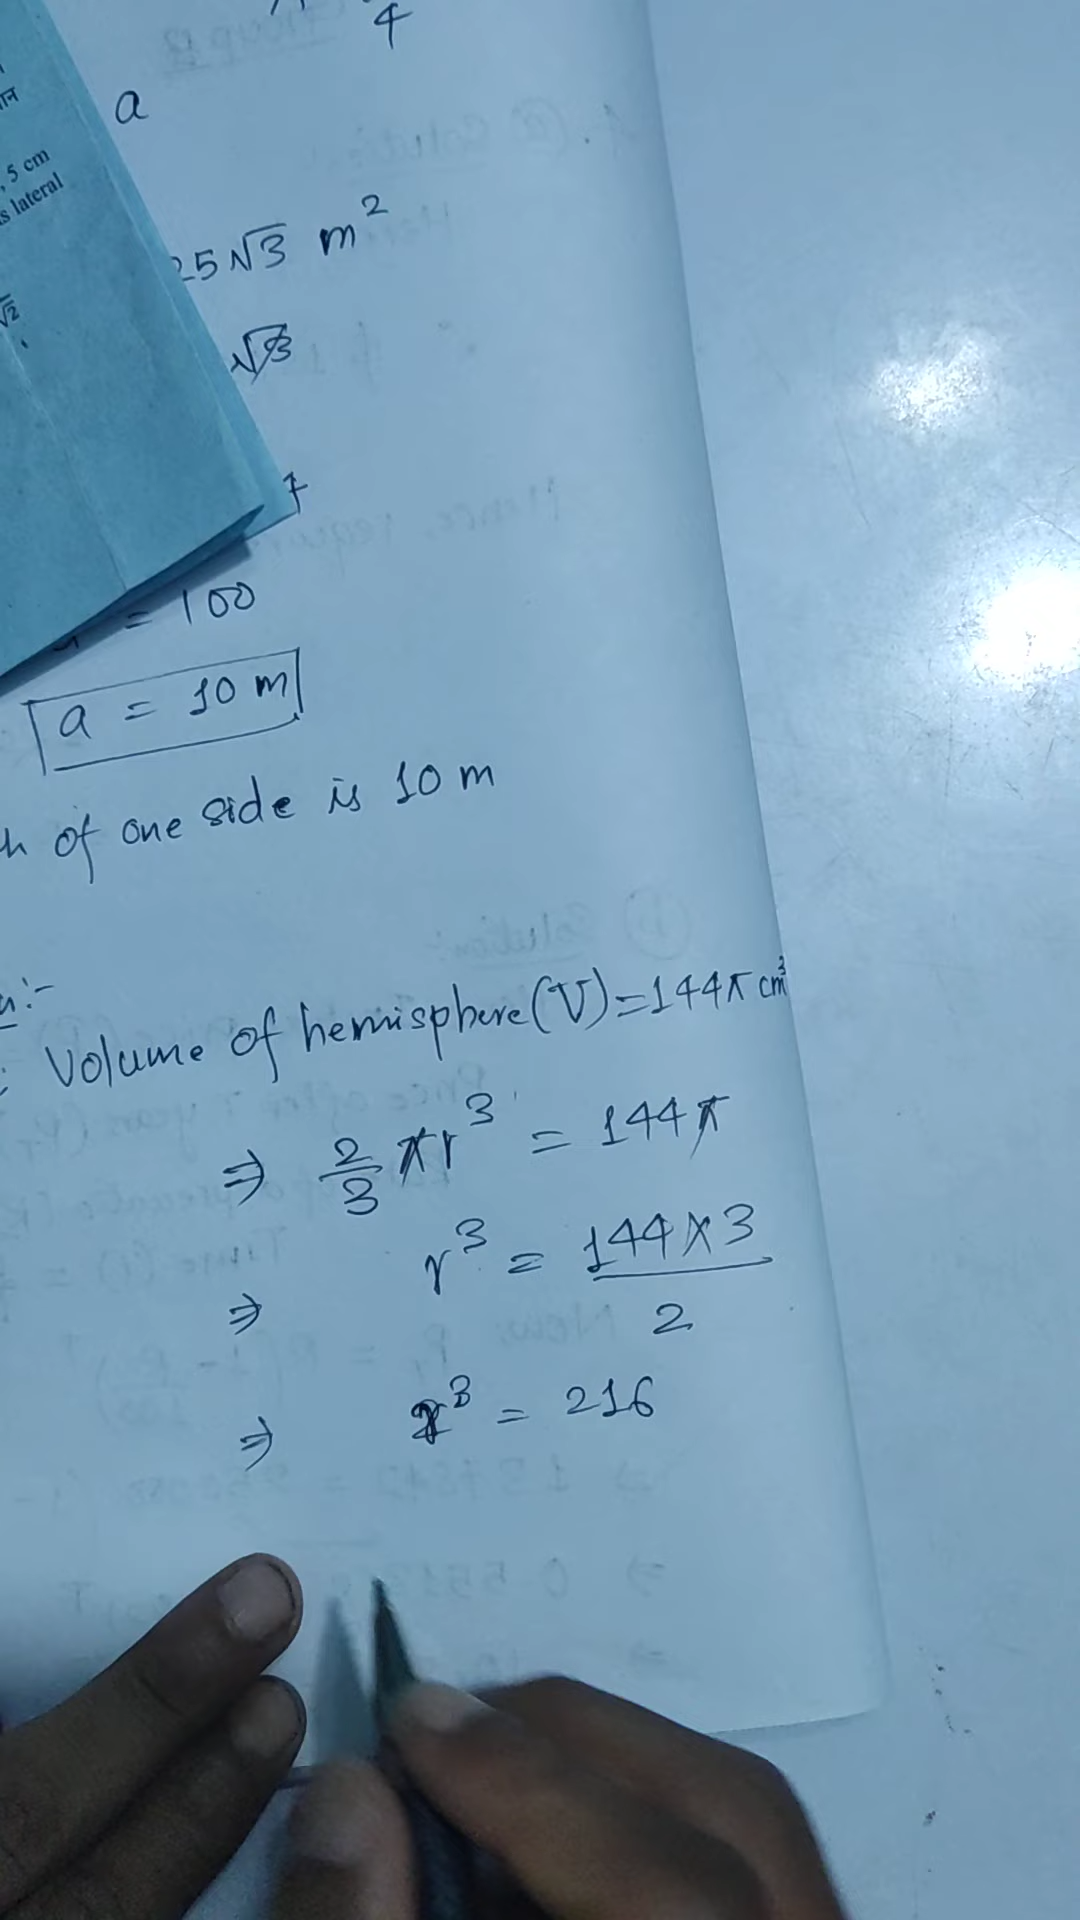 4
a
, 5 cm
s lateral
√2
25√3 m²
√3
= 100
a = 10 m
of one side is 10 m
:-
Volume of hemisphere (V) = 144π cm³
⇒ 2/3 πr³ = 144π
⇒ r³ = 144×3/2
⇒ r³ = 216